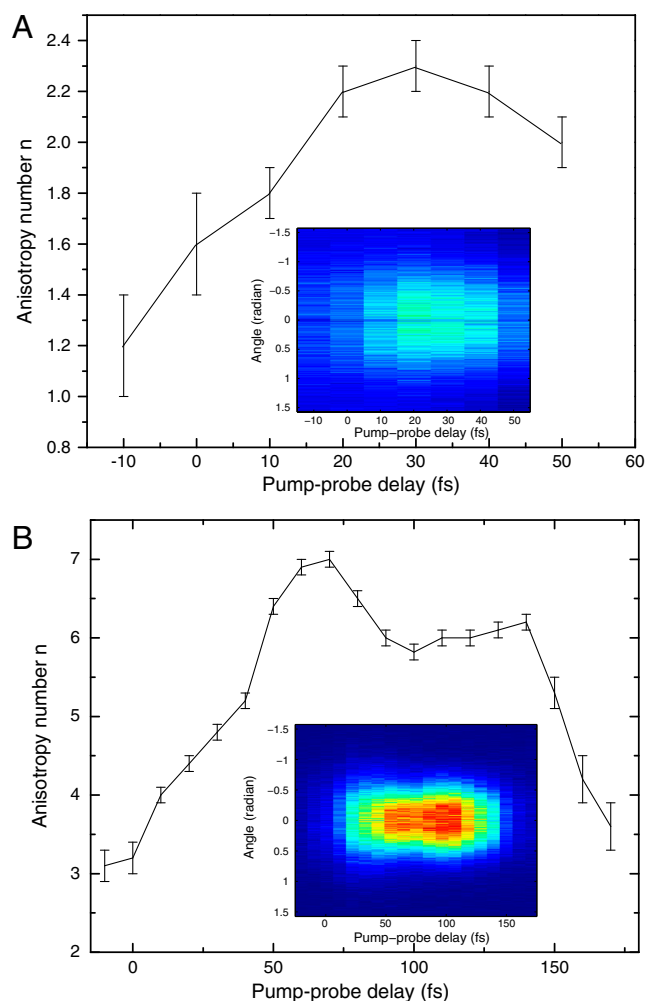 A
2.4
2.2
2.0
1.8
1.6
1.4
1.2
1.0
0.8
Anisotropy number n
-10 0 10 20 30 40 50 60
Pump-probe delay (fs)
-1.5
-1
-0.5
0
0.5
1
1.5
Angle (radian)
-10 0 10 20 30 40 50
Pump-probe delay (fs)
B
7
6
5
4
3
2
Anisotropy number n
0 50 100 150
Pump-probe delay (fs)
-1.5
-1
-0.5
0
0.5
1
1.5
Angle (radian)
0 50 100 150
Pump-probe delay (fs)